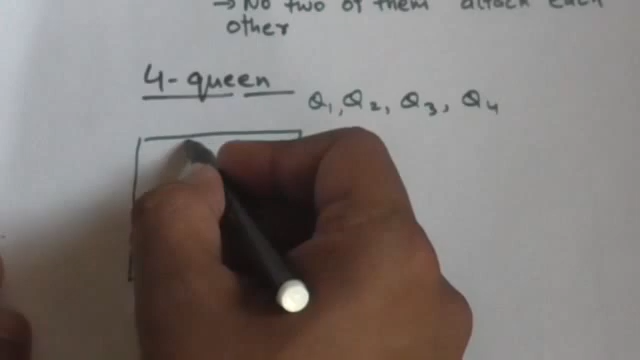 → No two of them attack each
other
4-queen
Q1, Q2, Q3, Q4